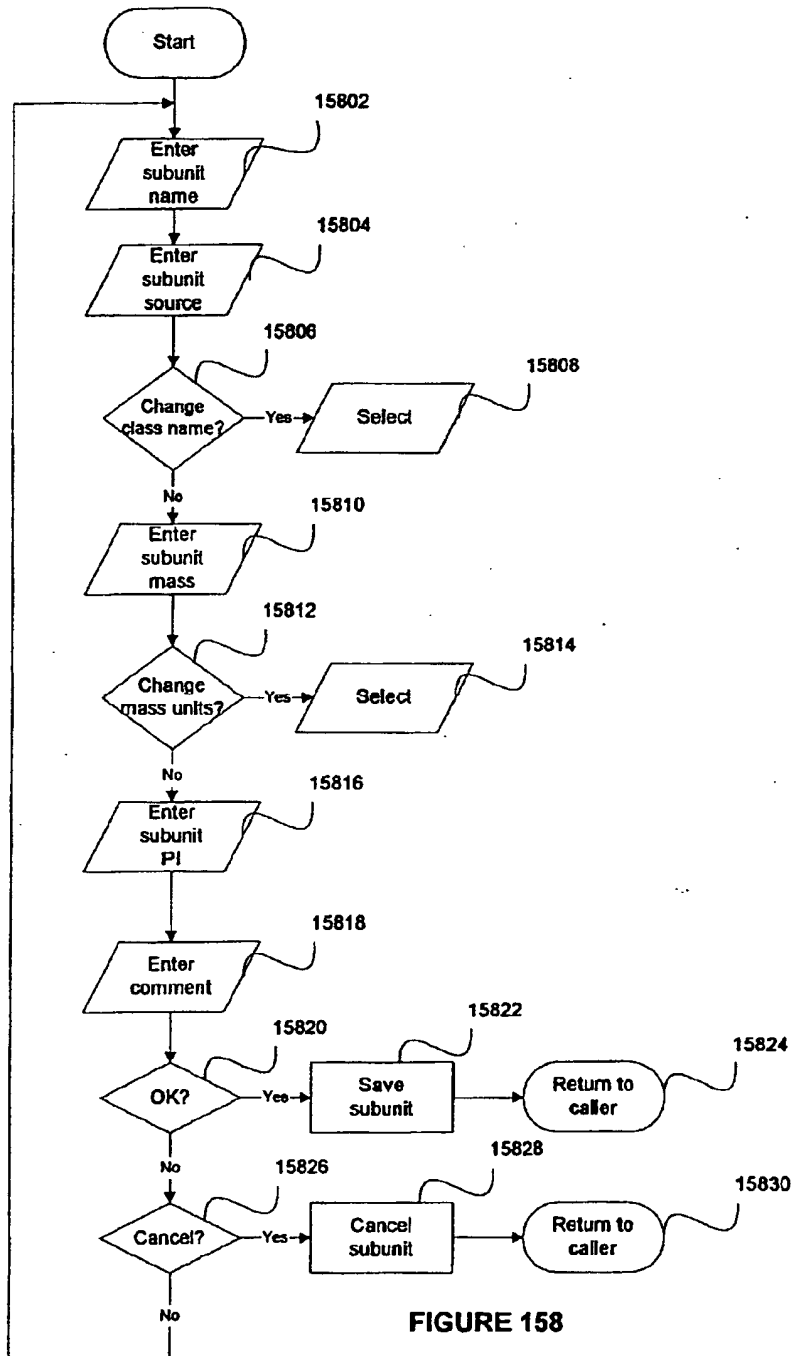 Start
15802
Enter
subunit
name
15804
Enter
subunit
source
15806
15808
Change
class name?
Yes
Select
No
15810
Enter
subunit
mass
15812
15814
Change
mass units?
Yes
Select
No
15816
Enter
subunit
PI
15818
Enter
comment
15820
15822
15824
OK?
Yes
Save
subunit
Return to
caller
No
15826
15828
15830
Cancel?
Yes
Cancel
subunit
Return to
caller
No
FIGURE 158